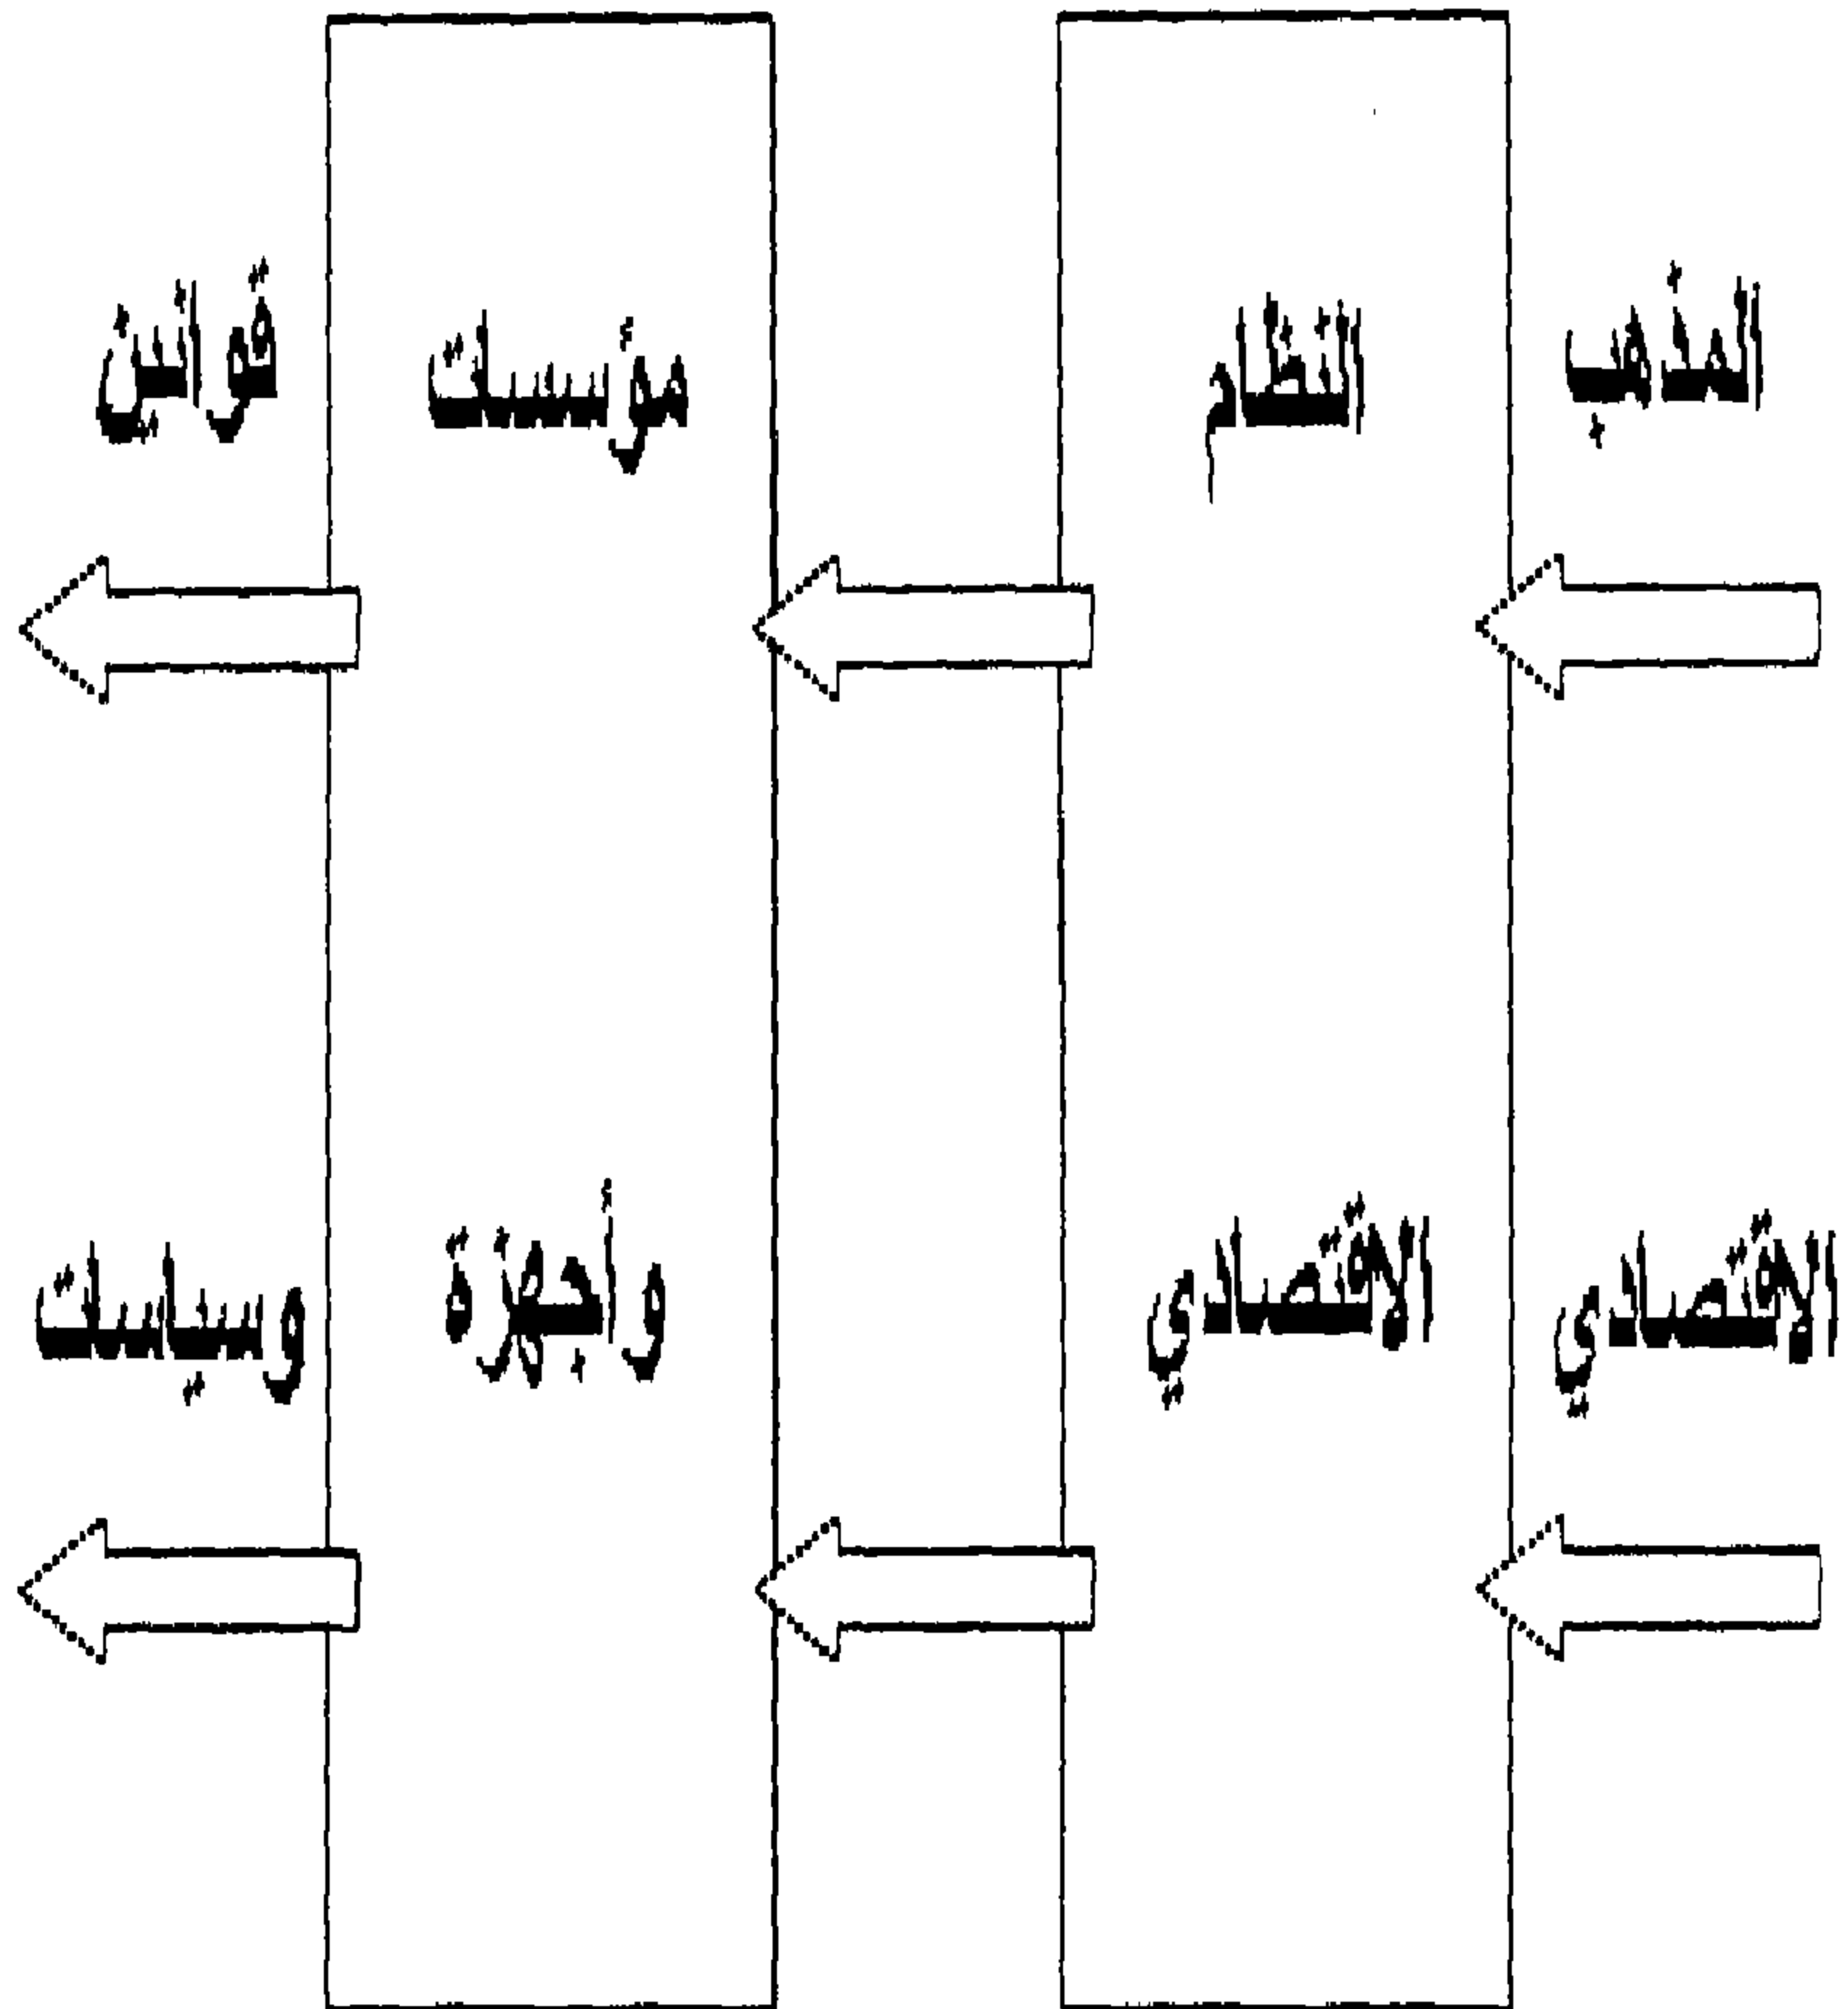 المذهب
الاقتصادي
النظام
الاقتصادي
مؤسسات
وأجهزة
قوانين
وسياسات